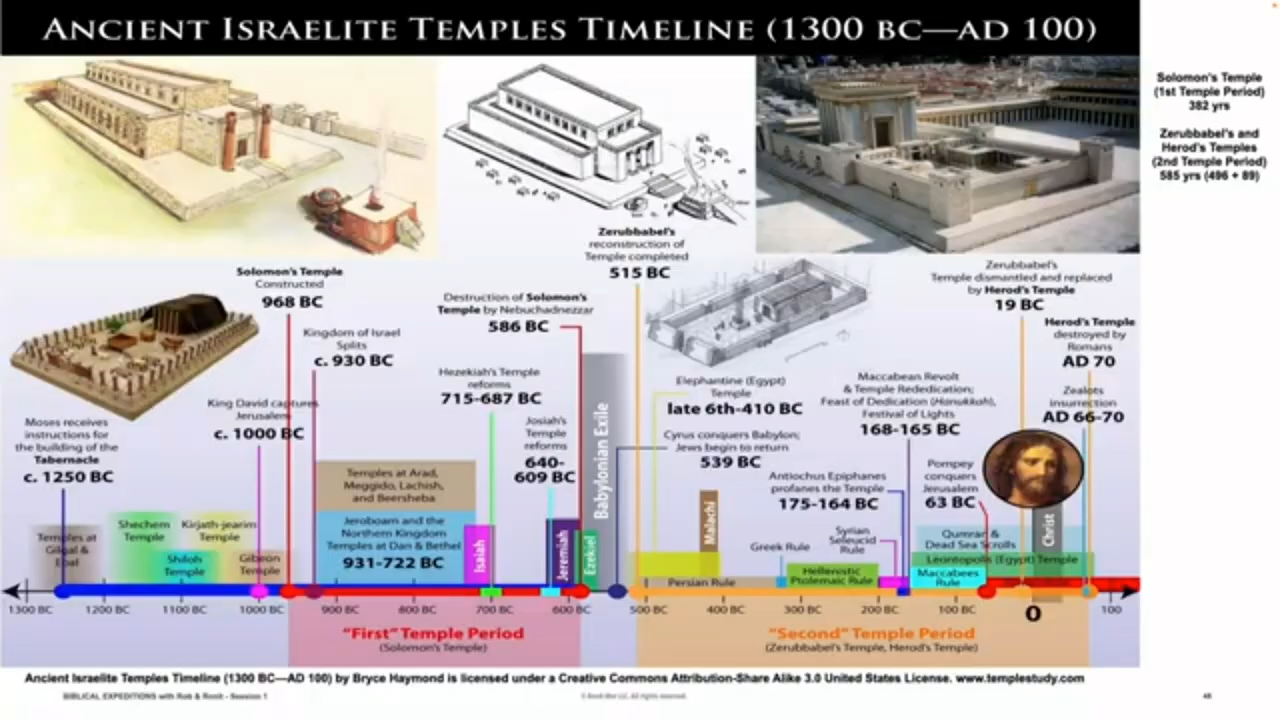 ANCIENT ISRAELITE TEMPLES TIMELINE (1300 BC—AD 100)
Solomon's Temple
(1st Temple Period)
382 yrs
Zerubbabel's and
Herod's Temples
(2nd Temple Period)
585 yrs (496 + 89)
Zerubbabel's
reconstruction of
Temple completed
515 BC
Solomon's Temple
Constructed
968 BC
Kingdom of Israel
Splits
c. 930 BC
Destruction of Solomon's
Temple by Nebuchadnezzar
586 BC
Zerubbabel's
Temple dismantled and replaced
by Herod's Temple
19 BC
Herod's Temple
destroyed by
Romans
AD 70
Zealots
insurrection
AD 66-70
Hezekiah's Temple
reforms
715-687 BC
Elephantine (Egypt)
Temple
late 6th-410 BC
Maccabean Revolt
& Temple Rededication;
Feast of Dedication (Hanukkah),
Festival of Lights
168-165 BC
King David captures
Jerusalem
c. 1000 BC
Moses receives
instructions for
the building of the
Tabernacle
c. 1250 BC
Josiah's
Temple
reforms
640-
609 BC
Babylonian Exile
Cyrus conquers Babylon;
Jews begin to return
539 BC
Antiochus Epiphanes
profanes the Temple
175-164 BC
Pompey
conquers
Jerusalem
63 BC
Temples at Arad,
Meggido, Lachish,
and Beersheba
Jeroboam and the
Northern Kingdom
Temples at Dan & Bethel
931-722 BC
Temples at
Gilgal &
Ebal
Shechem
Temple
Kirjath-jearim
Temple
Shiloh
Temple
Gibeon
Temple
Isaiah
Jeremiah
Ezekiel
Malachi
Christ
Persian Rule
Greek Rule
Hellenistic
Ptolemaic Rule
Syrian
Seleucid
Rule
Qumran &
Dead Sea Scrolls
Leontopolis (Egypt) Temple
Maccabees
Rule
1300 BC
1200 BC
1100 BC
1000 BC
900 BC
800 BC
700 BC
600 BC
500 BC
400 BC
300 BC
200 BC
100 BC
0
100
"First" Temple Period
(Solomon's Temple)
"Second" Temple Period
(Zerubbabel's Temple, Herod's Temple)
Ancient Israelite Temples Timeline (1300 BC—AD 100) by Bryce Haymond is licensed under a Creative Commons Attribution-Share Alike 3.0 United States License. www.templestudy.com
BIBLICAL EXPEDITIONS with Rob & Ronit - Session 1
All rights reserved.